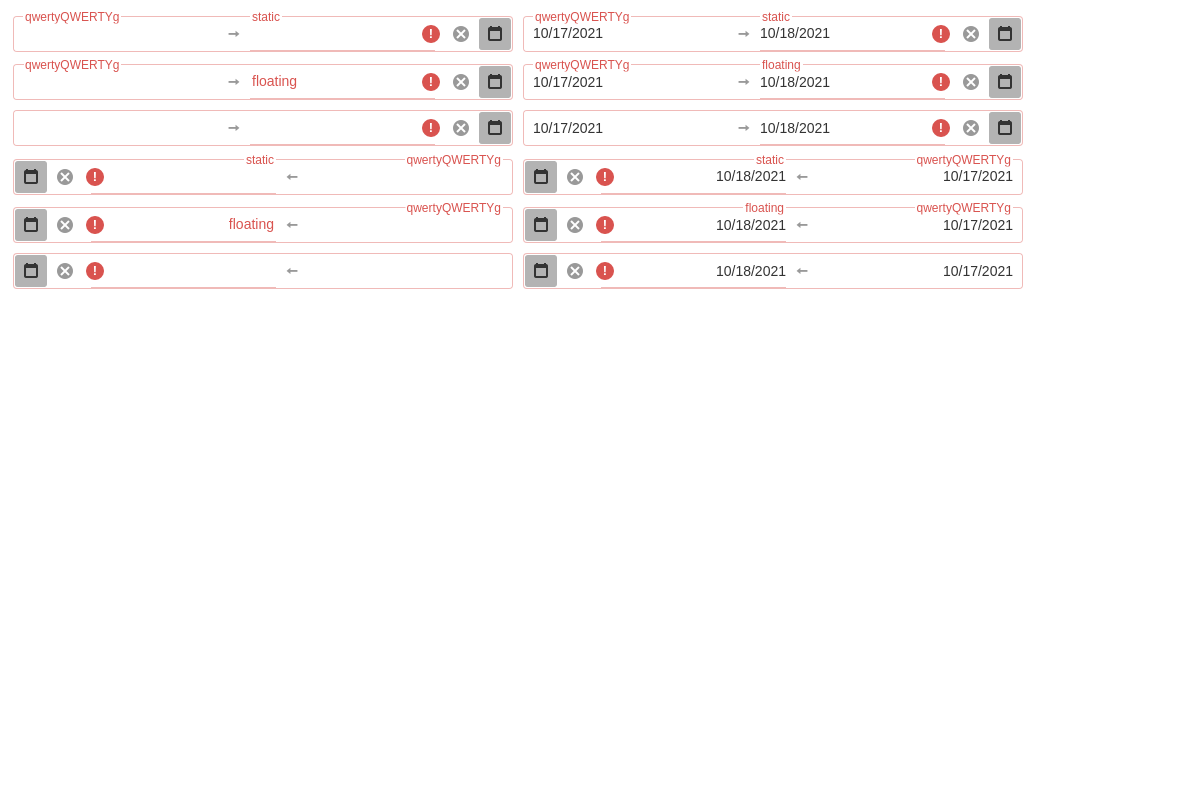 qwertyQWERTYg static qwertyQWERTYg static
10/17/2021 10/18/2021
qwertyQWERTYg qwertyQWERTYg floating
floating 10/17/2021 10/18/2021
10/17/2021 10/18/2021
static qwertyQWERTYg static qwertyQWERTYg
10/18/2021 10/17/2021
qwertyQWERTYg floating qwertyQWERTYg
floating 10/18/2021 10/17/2021
10/18/2021 10/17/2021